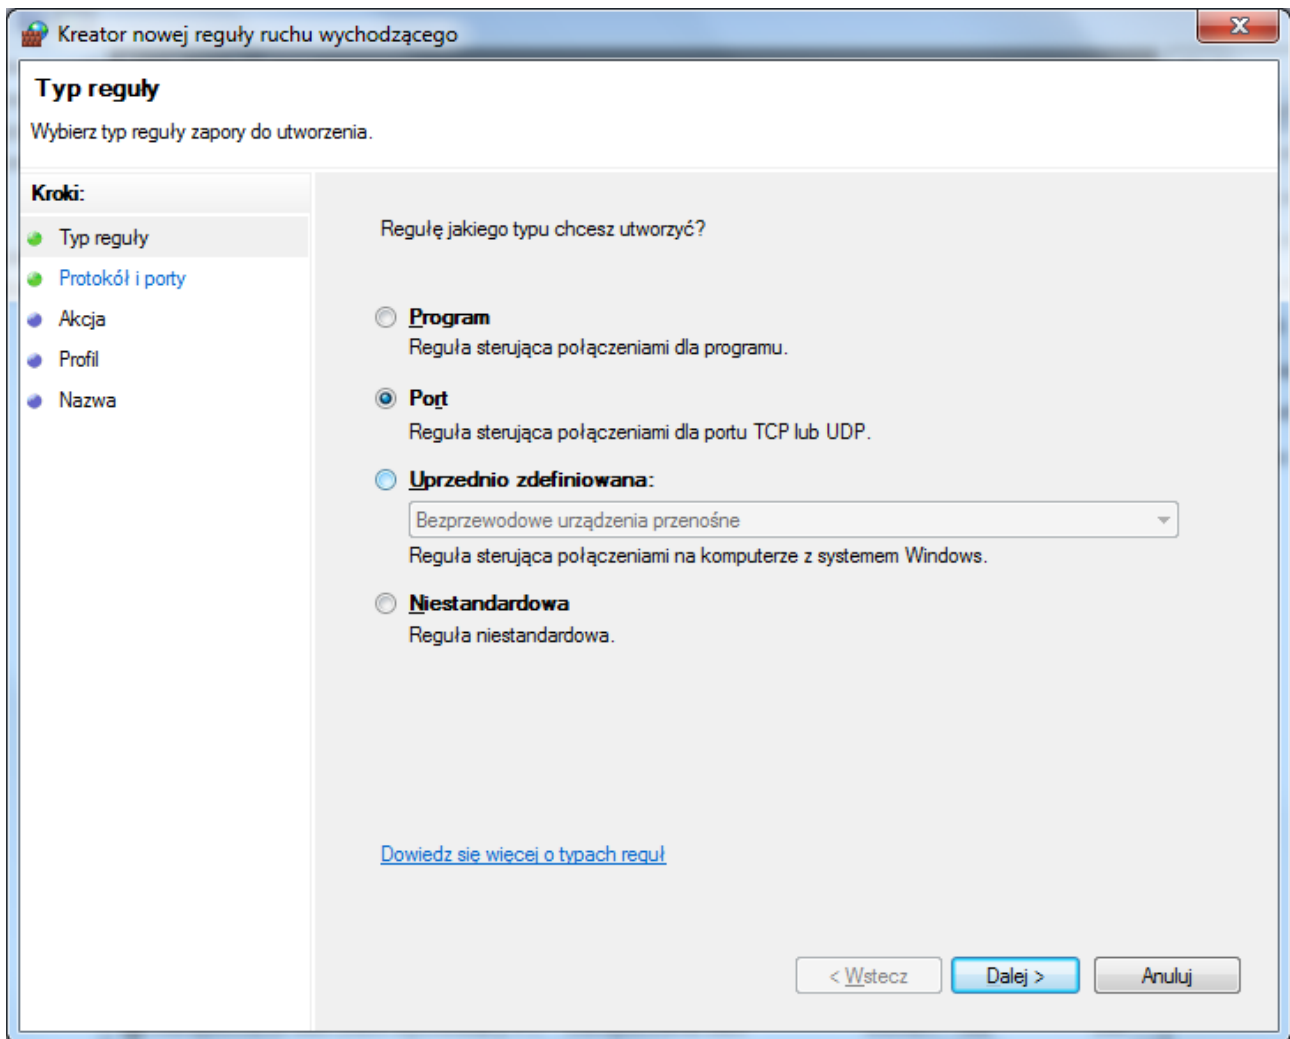 Kreator nowej reguły ruchu wychodzącego
Typ reguły
Wybierz typ reguły zapory do utworzenia.
Kroki:
Typ reguły
Protokół i porty
Akcja
Profil
Nazwa
Regułę jakiego typu chcesz utworzyć?
Program
Reguła sterująca połączeniami dla programu.
Port
Reguła sterująca połączeniami dla portu TCP lub UDP.
Uprzednio zdefiniowana:
Bezprzewodowe urządzenia przenośne
Reguła sterująca połączeniami na komputerze z systemem Windows.
Niestandardowa
Reguła niestandardowa.
Dowiedz się więcej o typach reguł
< Wstecz
Dalej >
Anuluj